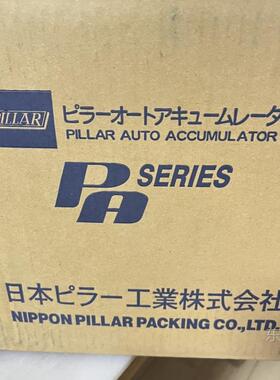 PILLAR
ピラーオートアキュームレータ
PILLAR AUTO ACCUMULATOR
PA SERIES
日本ピラー工業株式会社
NIPPON PILLAR PACKING CO.,LTD.
东